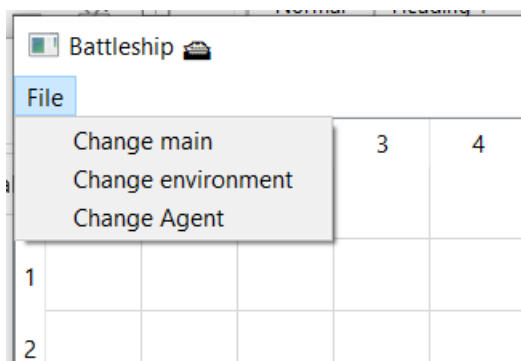 Battleship
File
Change main
Change environment
Change Agent
3 4
1
2